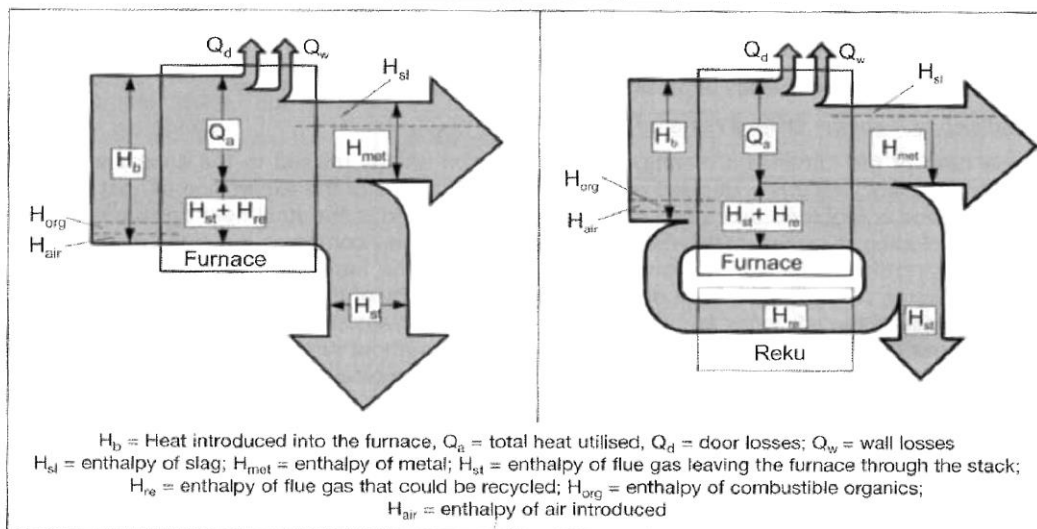 Q_d Q_w
H_sl
H_b
Q_a
H_met
H_org
H_st + H_re
H_air
Furnace
H_st
Q_d Q_w
H_sl
H_b
Q_a
H_met
H_org
H_air
H_st + H_re
Furnace
H_re
H_st
Reku
H_b = Heat introduced into the furnace, Q_a = total heat utilised, Q_d = door losses; Q_w = wall losses
H_sl = enthalpy of slag; H_met = enthalpy of metal; H_st = enthalpy of flue gas leaving the furnace through the stack;
H_re = enthalpy of flue gas that could be recycled; H_org = enthalpy of combustible organics;
H_air = enthalpy of air introduced